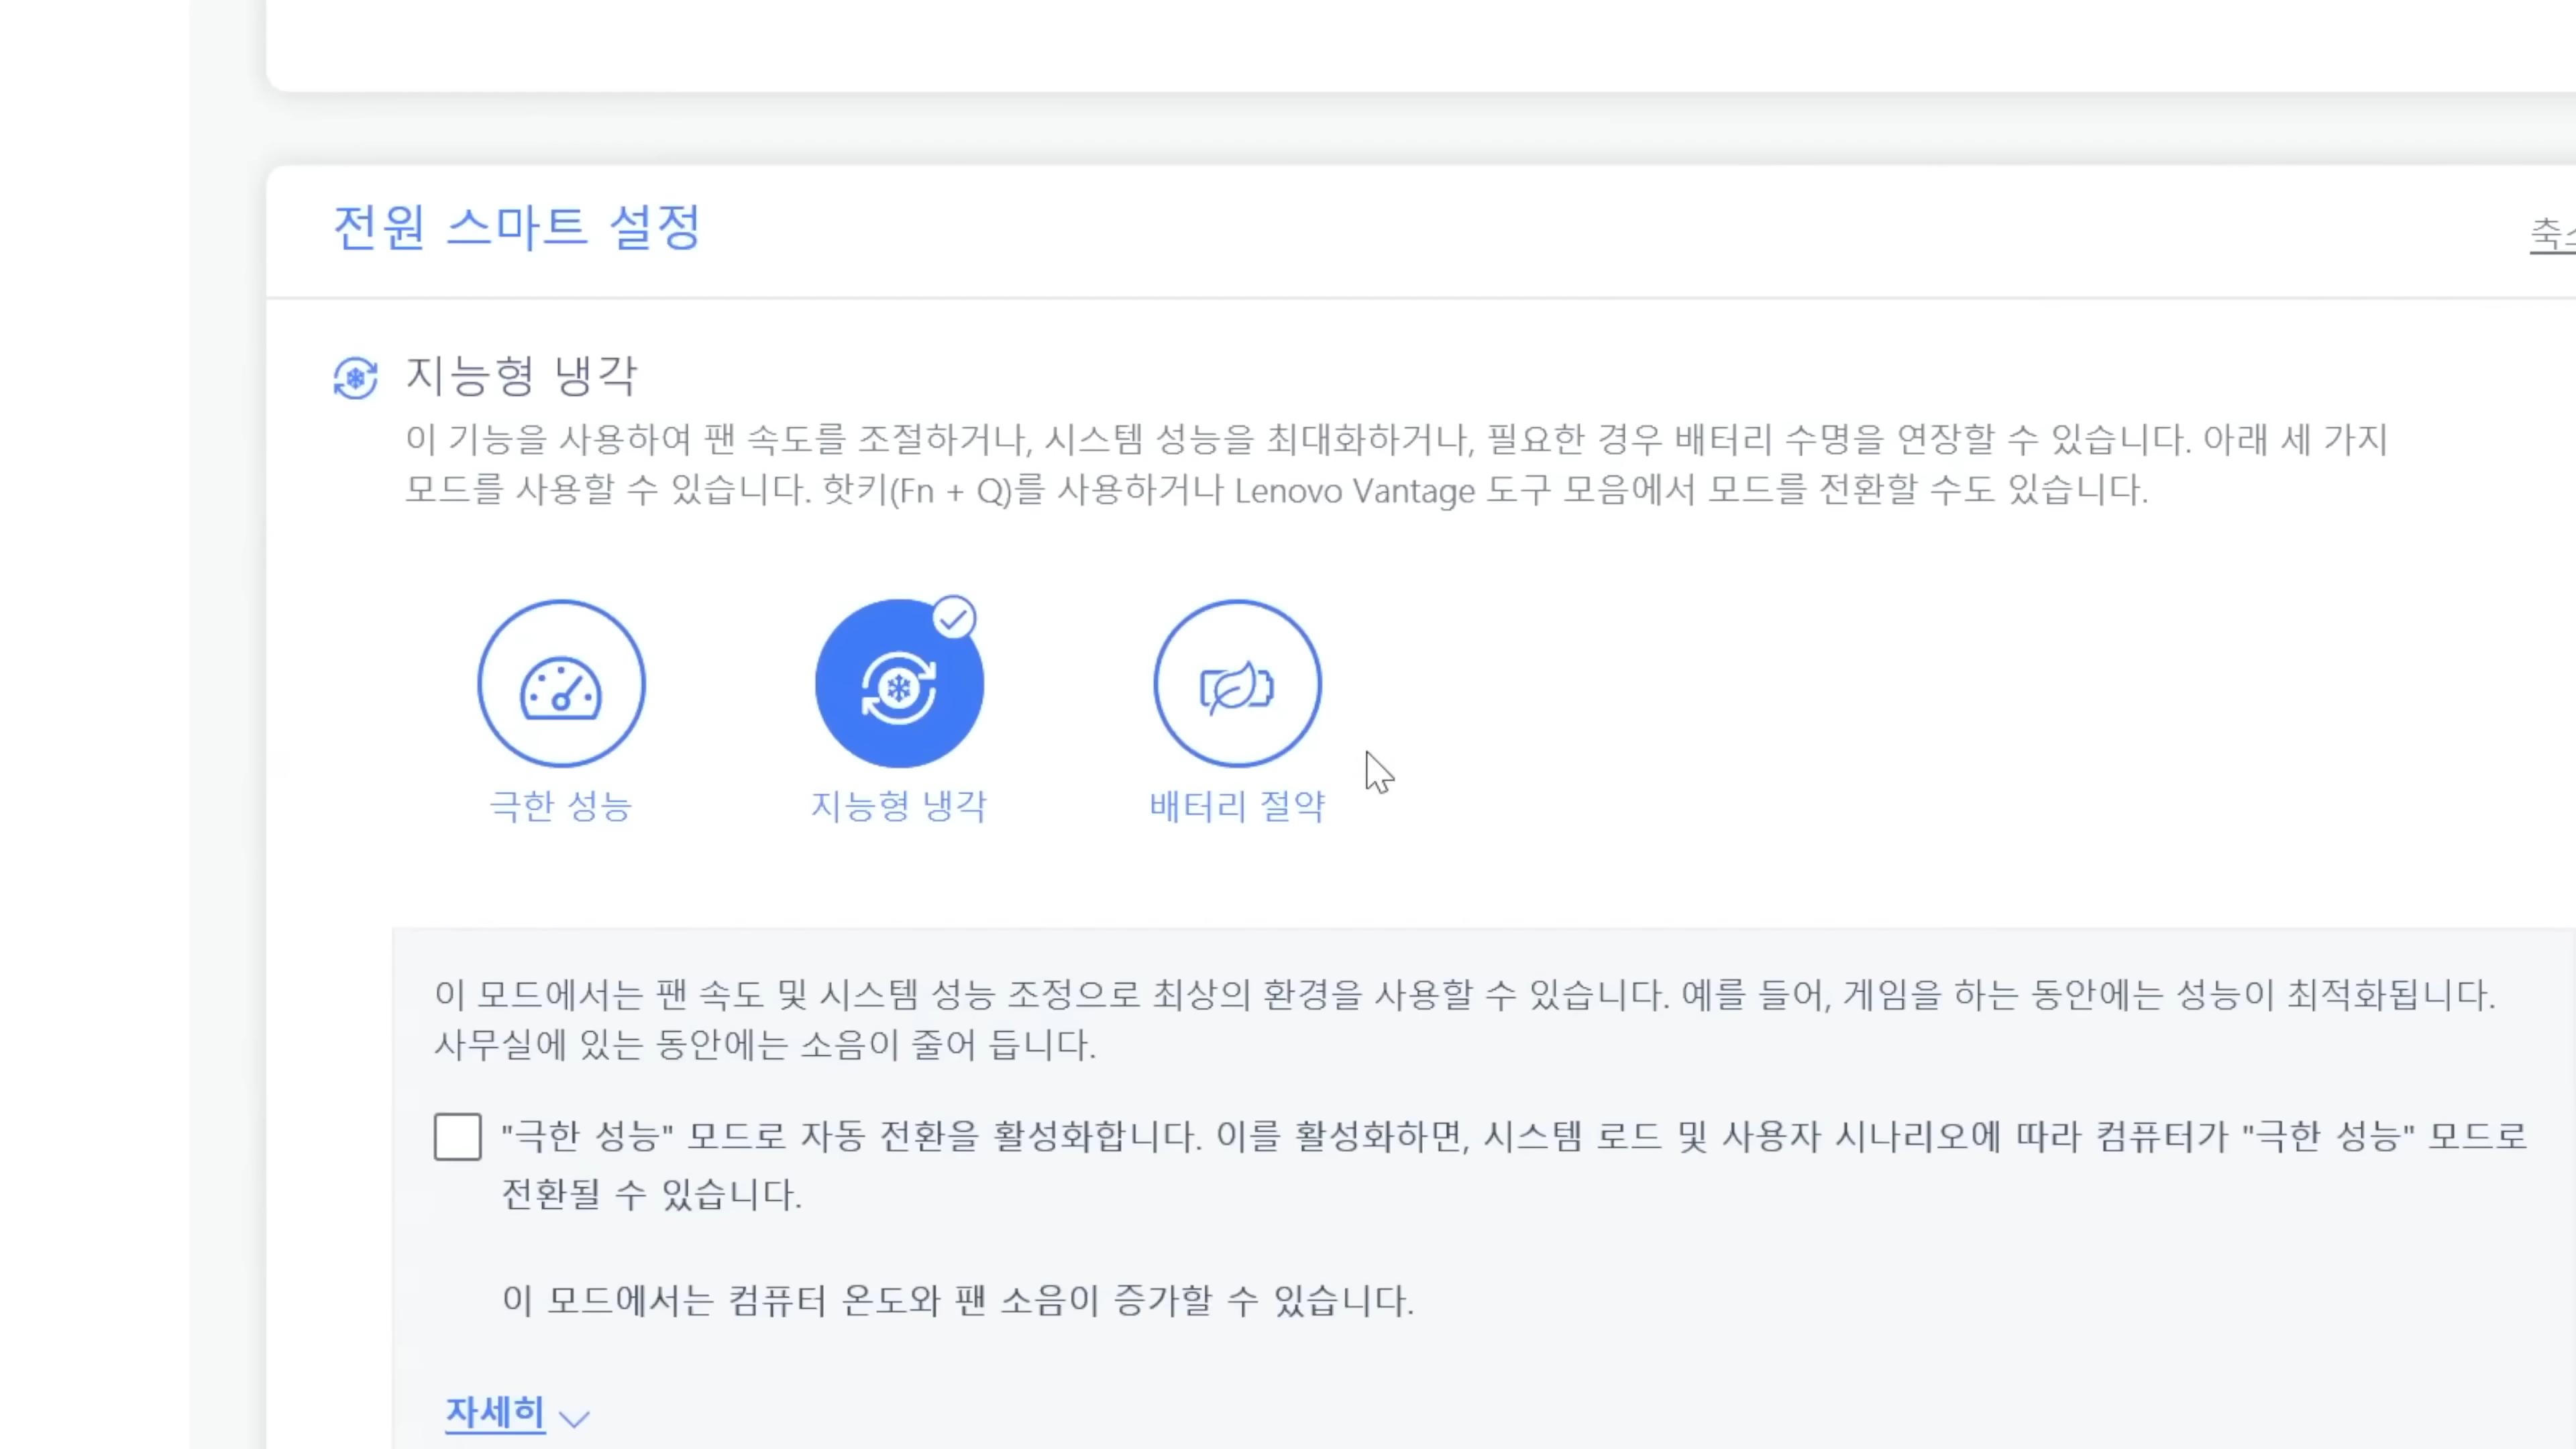 전원 스마트 설정
지능형 냉각
이 기능을 사용하여 팬 속도를 조절하거나, 시스템 성능을 최대화하거나, 필요한 경우 배터리 수명을 연장할 수 있습니다. 아래 세 가지
모드를 사용할 수 있습니다. 핫키(Fn + Q)를 사용하거나 Lenovo Vantage 도구 모음에서 모드를 전환할 수도 있습니다.
극한 성능
지능형 냉각
배터리 절약
이 모드에서는 팬 속도 및 시스템 성능 조정으로 최상의 환경을 사용할 수 있습니다. 예를 들어, 게임을 하는 동안에는 성능이 최적화됩니다.
사무실에 있는 동안에는 소음이 줄어 듭니다.
"극한 성능" 모드로 자동 전환을 활성화합니다. 이를 활성화하면, 시스템 로드 및 사용자 시나리오에 따라 컴퓨터가 "극한 성능" 모드로
전환될 수 있습니다.
이 모드에서는 컴퓨터 온도와 팬 소음이 증가할 수 있습니다.
자세히